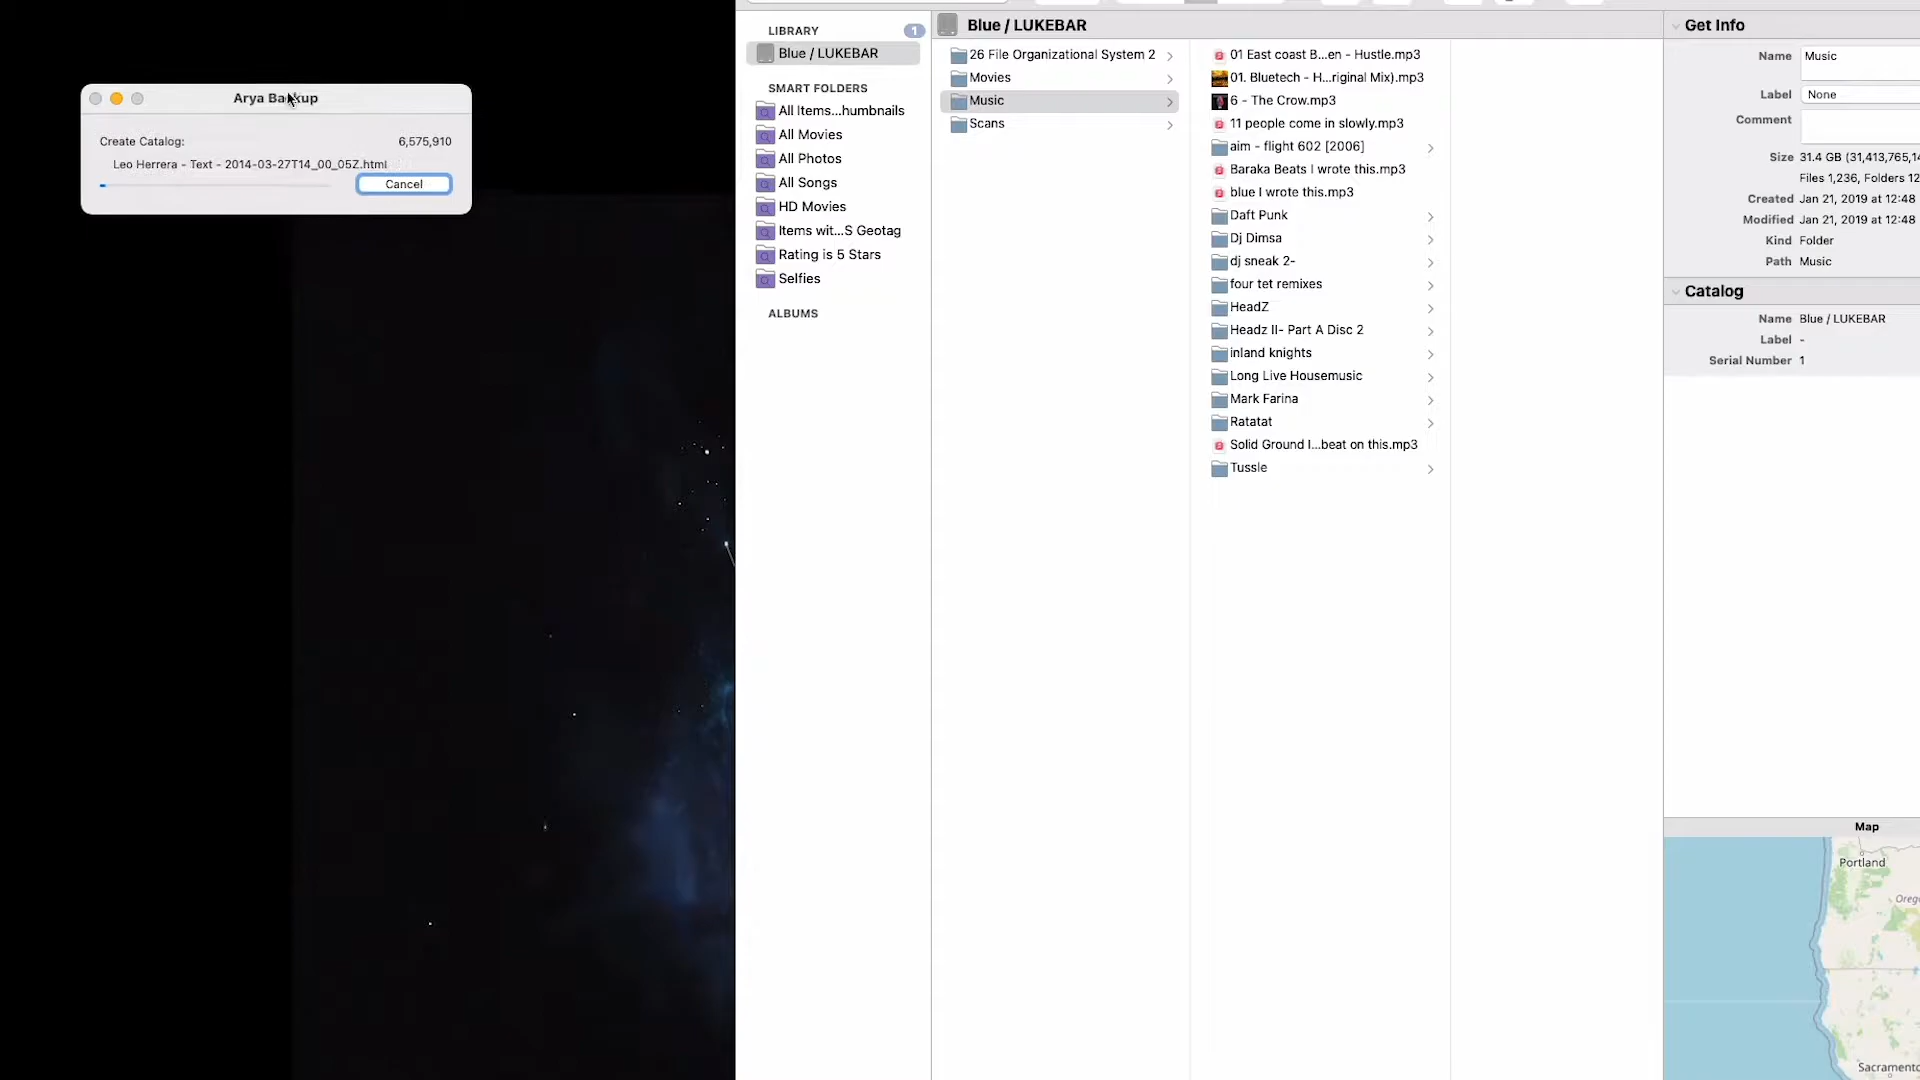 Arya Backup
Create Catalog:
6,575,910
Leo Herrera - Text - 2014-03-27T14_00_05Z.html
Cancel
LIBRARY
1
Blue / LUKEBAR
SMART FOLDERS
All Items...humbnails
All Movies
All Photos
All Songs
HD Movies
Items wit...S Geotag
Rating is 5 Stars
Selfies
ALBUMS
Blue / LUKEBAR
26 File Organizational System 2
Movies
Music
Scans
01 East coast B...en - Hustle.mp3
01. Bluetech - H...riginal Mix).mp3
6 - The Crow.mp3
11 people come in slowly.mp3
aim - flight 602 [2006]
Baraka Beats I wrote this.mp3
blue I wrote this.mp3
Daft Punk
Dj Dimsa
dj sneak 2-
four tet remixes
HeadZ
Headz II- Part A Disc 2
inland knights
Long Live Housemusic
Mark Farina
Ratatat
Solid Ground I...beat on this.mp3
Tussle
Get Info
Name Music
Label None
Comment
Size 31.4 GB (31,413,765,14
Files 1,236, Folders 12
Created Jan 21, 2019 at 12:48
Modified Jan 21, 2019 at 12:48
Kind Folder
Path Music
Catalog
Name Blue / LUKEBAR
Label -
Serial Number 1
Map
Portland
Orego
Sacramento